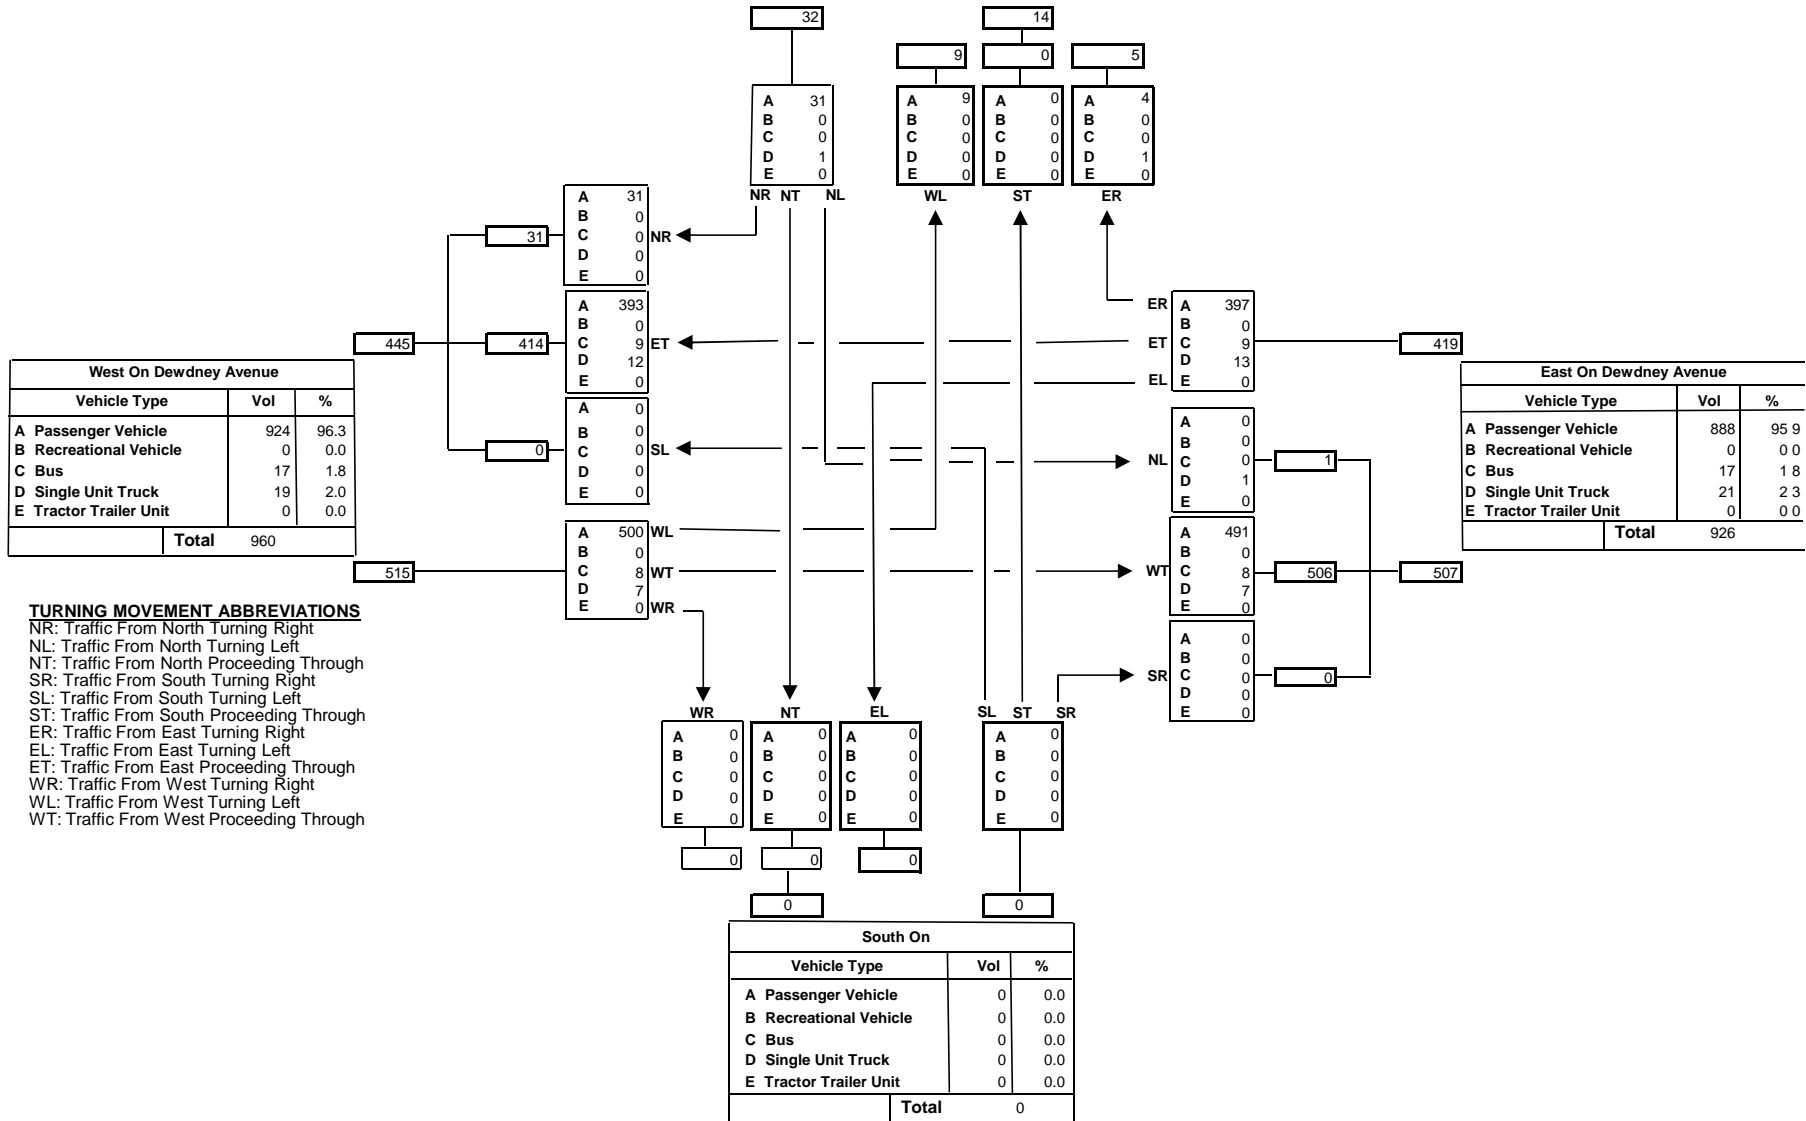 32
14
9
0
5
A 31
B 0
C 0
D 1
E 0
A 9
B 0
C 0
D 0
E 0
A 0
B 0
C 0
D 0
E 0
A 4
B 0
C 0
D 1
E 0
NR NT NL
WL
ST
ER
A 31
B 0
C 0 NR
D 0
E 0
31
A 393
B 0
C 9 ET
D 12
E 0
445
414
A 0
B 0
C 0 SL
D 0
E 0
0
A 500 WL
B 0
C 8 WT
D 7
E 0 WR
515
ER A 397
B 0
ET C 9
D 13
EL E 0
419
A 0
B 0
NL C 0
D 1
E 0
1
A 491
B 0
WT C 8
D 7
E 0
506
507
A 0
B 0
SR C 0
D 0
E 0
0
West On Dewdney Avenue
Vehicle Type Vol %
A Passenger Vehicle 924 96.3
B Recreational Vehicle 0 0.0
C Bus 17 1.8
D Single Unit Truck 19 2.0
E Tractor Trailer Unit 0 0.0
Total 960
East On Dewdney Avenue
Vehicle Type Vol %
A Passenger Vehicle 888 95 9
B Recreational Vehicle 0 0 0
C Bus 17 1 8
D Single Unit Truck 21 2 3
E Tractor Trailer Unit 0 0 0
Total 926
TURNING MOVEMENT ABBREVIATIONS
NR: Traffic From North Turning Right
NL: Traffic From North Turning Left
NT: Traffic From North Proceeding Through
SR: Traffic From South Turning Right
SL: Traffic From South Turning Left
ST: Traffic From South Proceeding Through
ER: Traffic From East Turning Right
EL: Traffic From East Turning Left
ET: Traffic From East Proceeding Through
WR: Traffic From West Turning Right
WL: Traffic From West Turning Left
WT: Traffic From West Proceeding Through
WR
NT
EL
SL ST SR
A 0
B 0
C 0
D 0
E 0
A 0
B 0
C 0
D 0
E 0
A 0
B 0
C 0
D 0
E 0
A 0
B 0
C 0
D 0
E 0
0
0
0
0
0
South On
Vehicle Type Vol %
A Passenger Vehicle 0 0.0
B Recreational Vehicle 0 0.0
C Bus 0 0.0
D Single Unit Truck 0 0.0
E Tractor Trailer Unit 0 0.0
Total 0